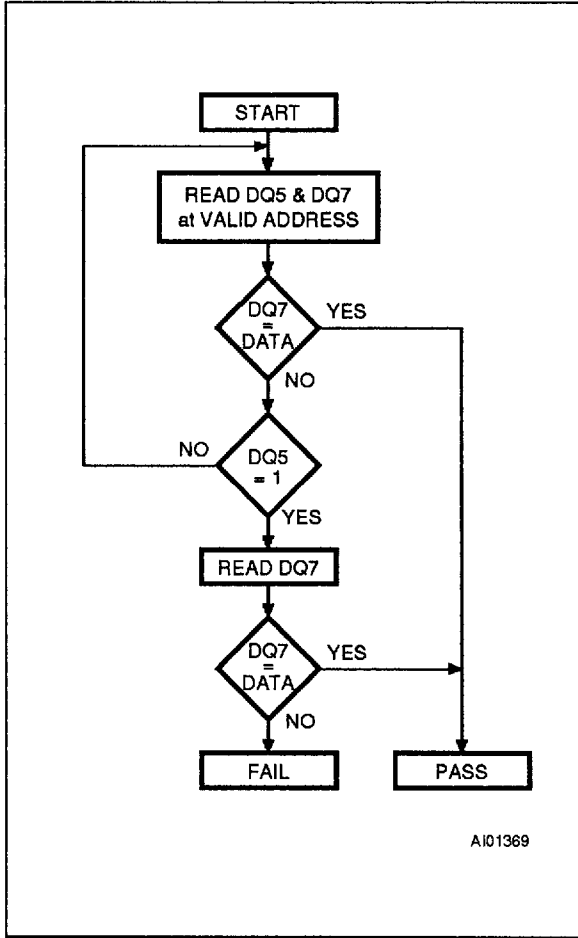 START
READ DQ5 & DQ7
at VALID ADDRESS
DQ7
=
DATA
YES
NO
NO
DQ5
= 1
YES
READ DQ7
DQ7
=
DATA
YES
NO
FAIL
PASS
AI01369